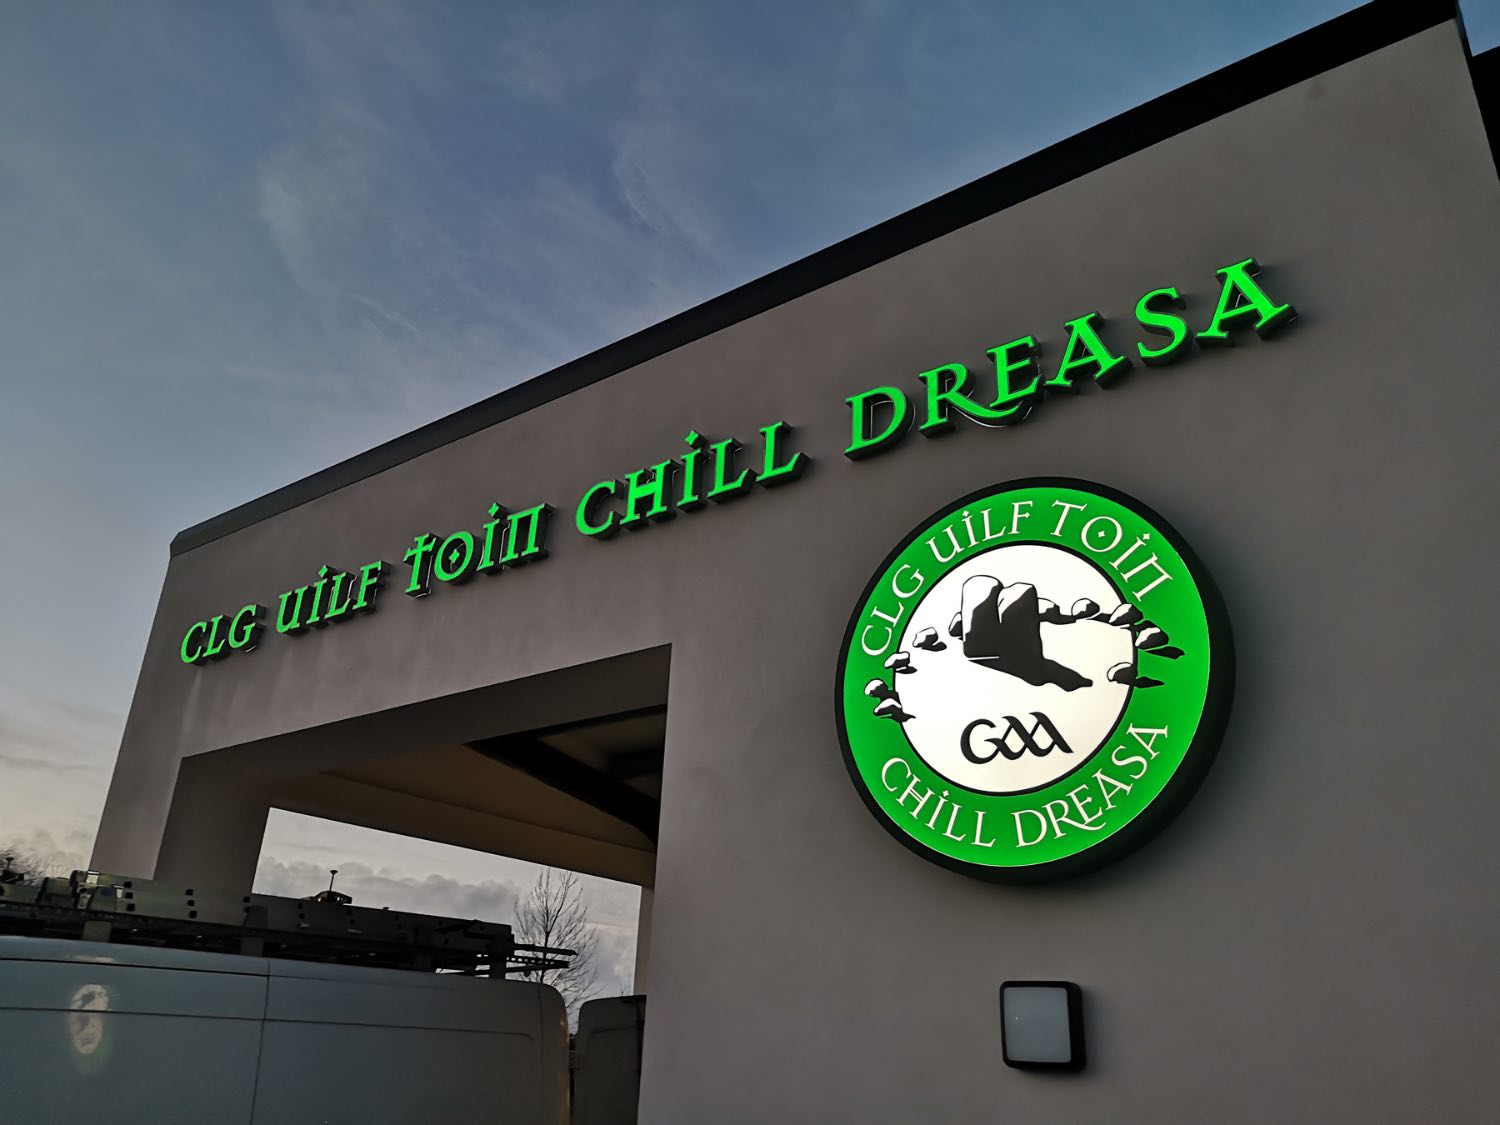 CLG UILF TOIN CHILL DREASA
CLG UILF TOIN
GAA
CHILL DREASA